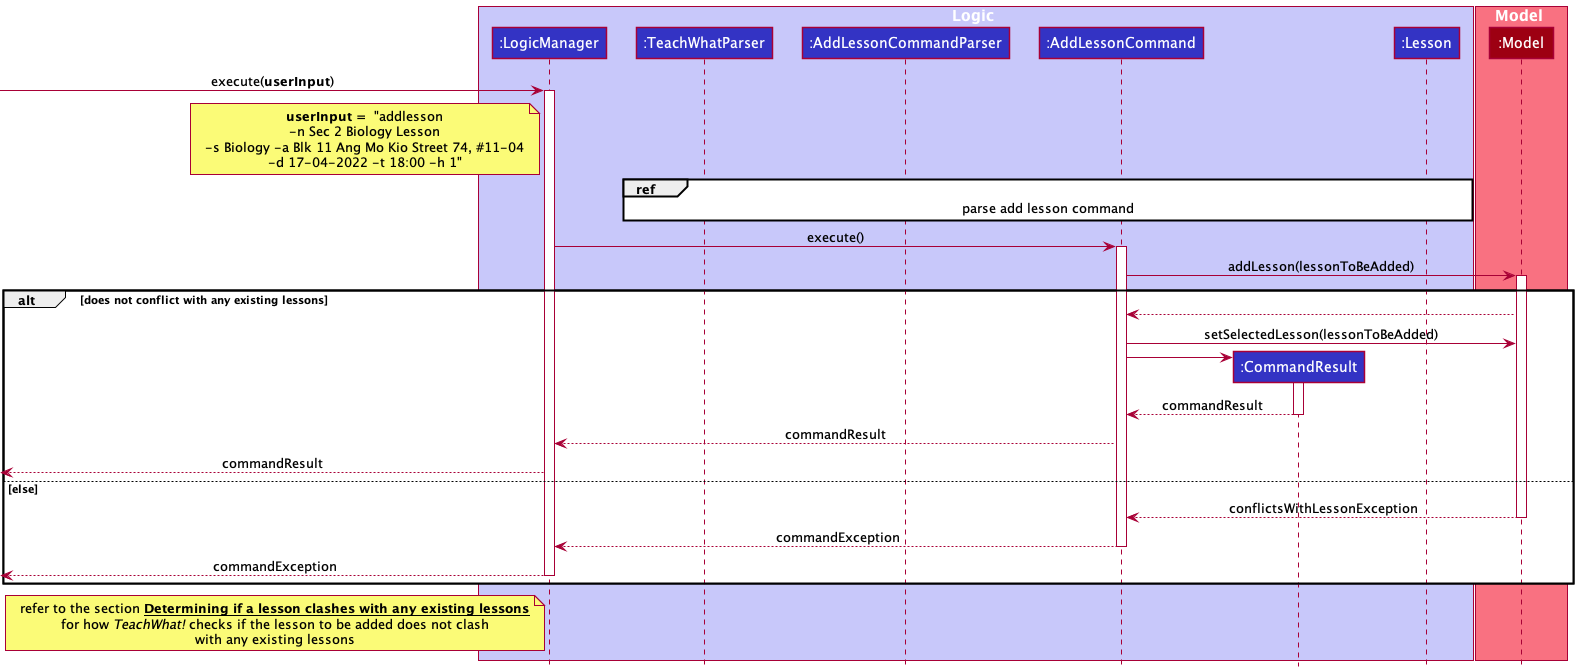 Logic
Model
:LogicManager
:TeachWhatParser
:AddLessonCommandParser
:AddLessonCommand
:Lesson
:Model
execute(userInput)
userInput = "addlesson
-n Sec 2 Biology Lesson
-s Biology -a Blk 11 Ang Mo Kio Street 74, #11-04
-d 17-04-2022 -t 18:00 -h 1"
ref
parse add lesson command
execute()
addLesson(lessonToBeAdded)
alt
[does not conflict with any existing lessons]
setSelectedLesson(lessonToBeAdded)
:CommandResult
commandResult
commandResult
commandResult
[else]
conflictsWithLessonException
commandException
commandException
refer to the section Determining if a lesson clashes with any existing lessons
for how TeachWhat! checks if the lesson to be added does not clash
with any existing lessons